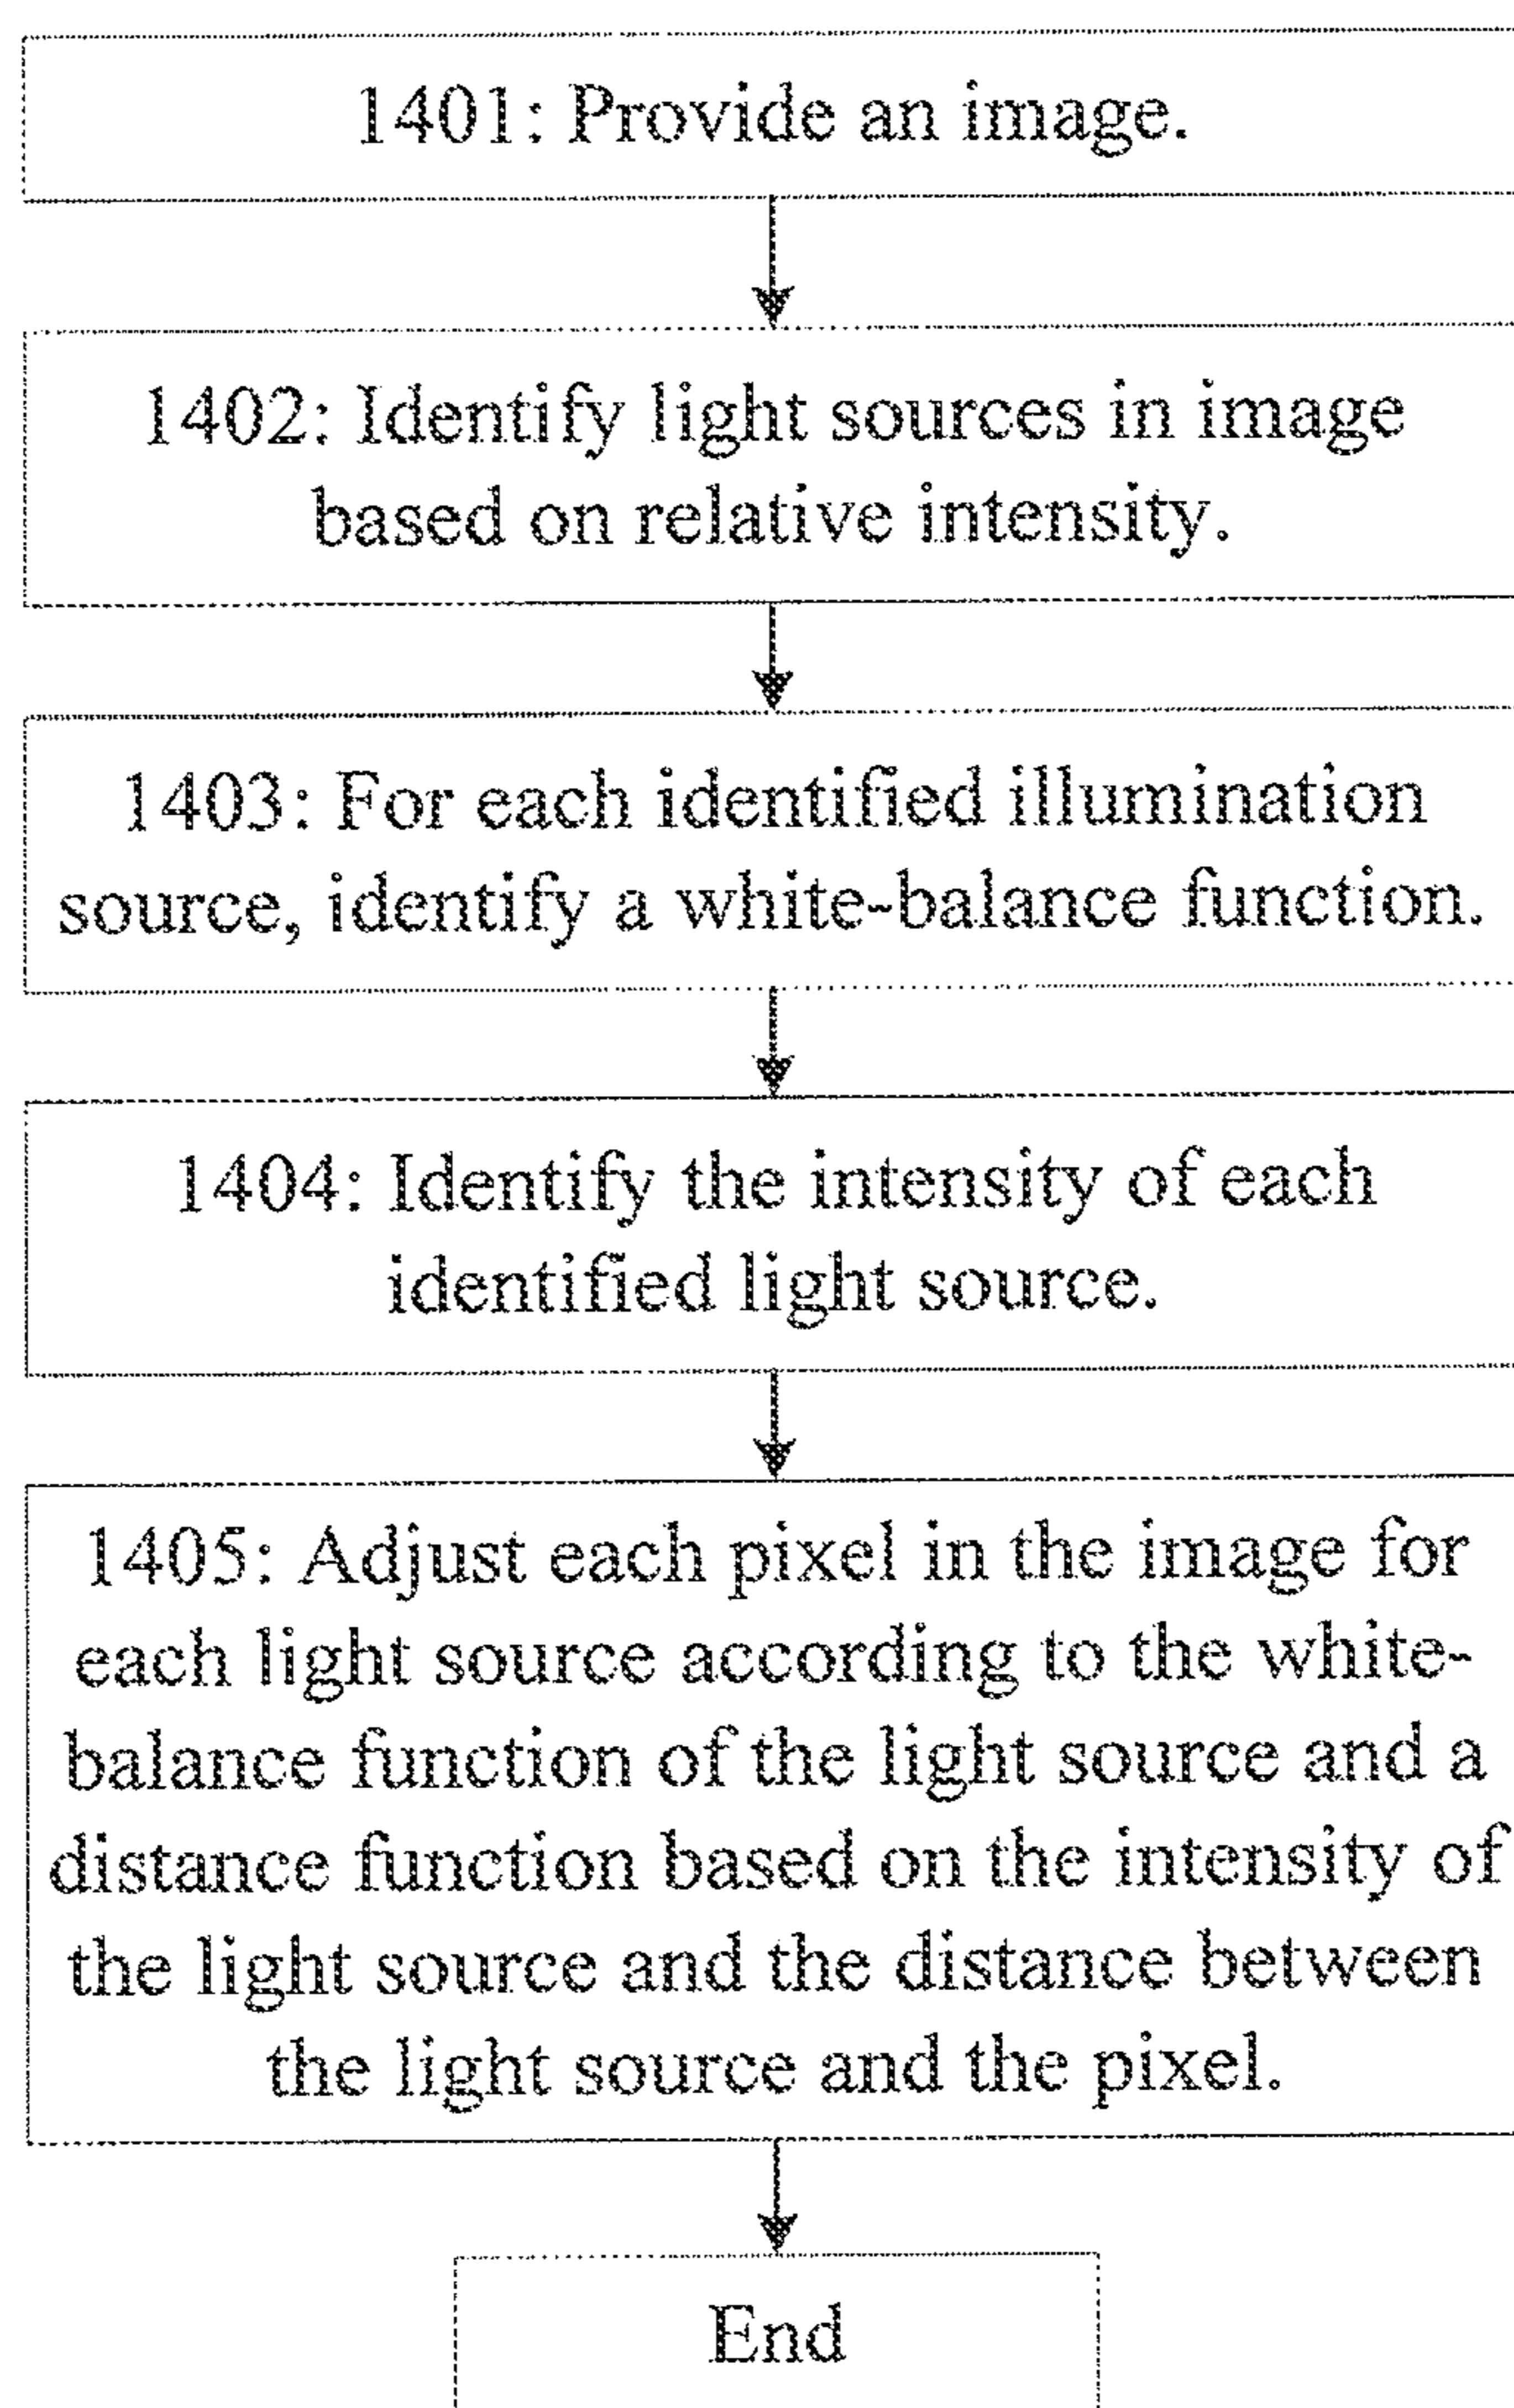 1401: Provide an image.
1402: Identify light sources in image
based on relative intensity.
1403: For each identified illumination
source, identify a white-balance function.
1404: Identify the intensity of each
identified light source.
1405: Adjust each pixel in the image for
each light source according to the white-
balance function of the light source and a
distance function based on the intensity of
the light source and the distance between
the light source and the pixel.
End